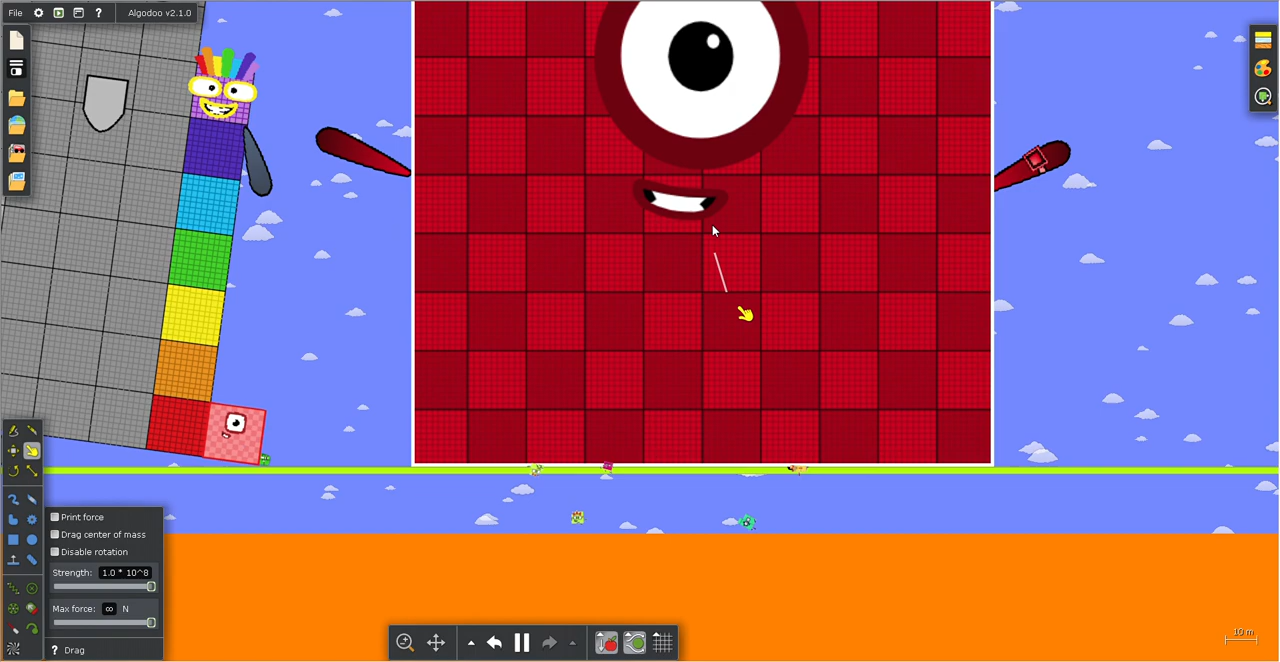 File ? Algodoo v2.1.0
Print force
Drag center of mass
Disable rotation
Strength: 1.0 * 10^8
Max force: ∞ N
? Drag
10 m